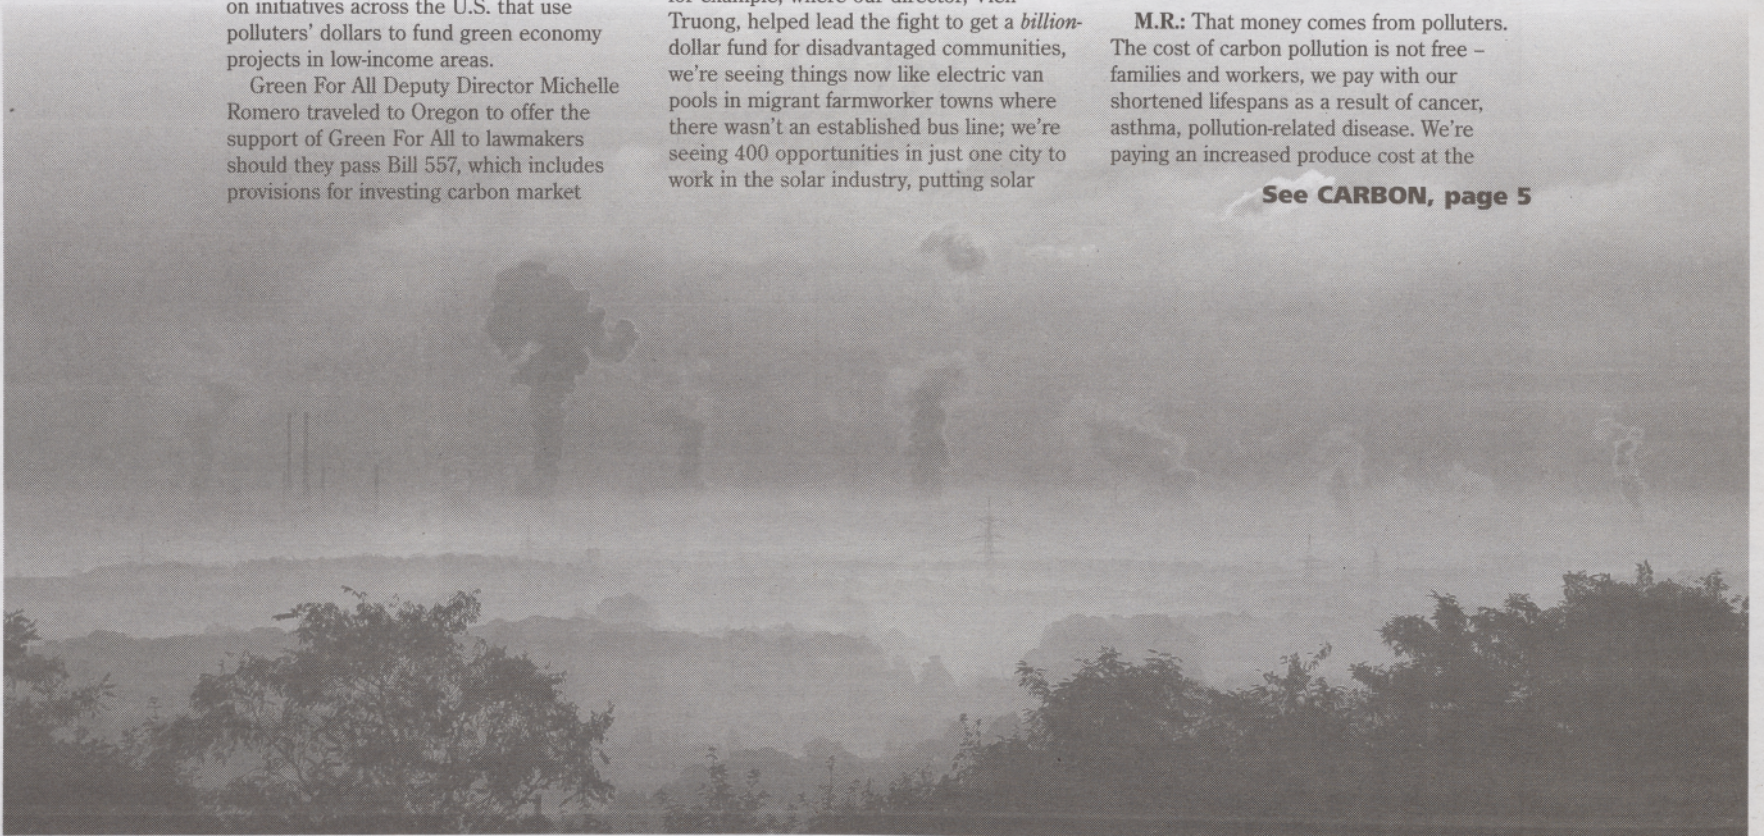 on initiatives across the U.S. that use
polluters' dollars to fund green economy
projects in low-income areas.
Green For All Deputy Director Michelle
Romero traveled to Oregon to offer the
support of Green For All to lawmakers
should they pass Bill 557, which includes
provisions for investing carbon market
for example, where our director, Vien
Truong, helped lead the fight to get a billion-
dollar fund for disadvantaged communities,
we're seeing things now like electric van
pools in migrant farmworker towns where
there wasn't an established bus line; we're
seeing 400 opportunities in just one city to
work in the solar industry, putting solar
M.R.: That money comes from polluters.
The cost of carbon pollution is not free –
families and workers, we pay with our
shortened lifespans as a result of cancer,
asthma, pollution-related disease. We're
paying an increased produce cost at the
See CARBON, page 5